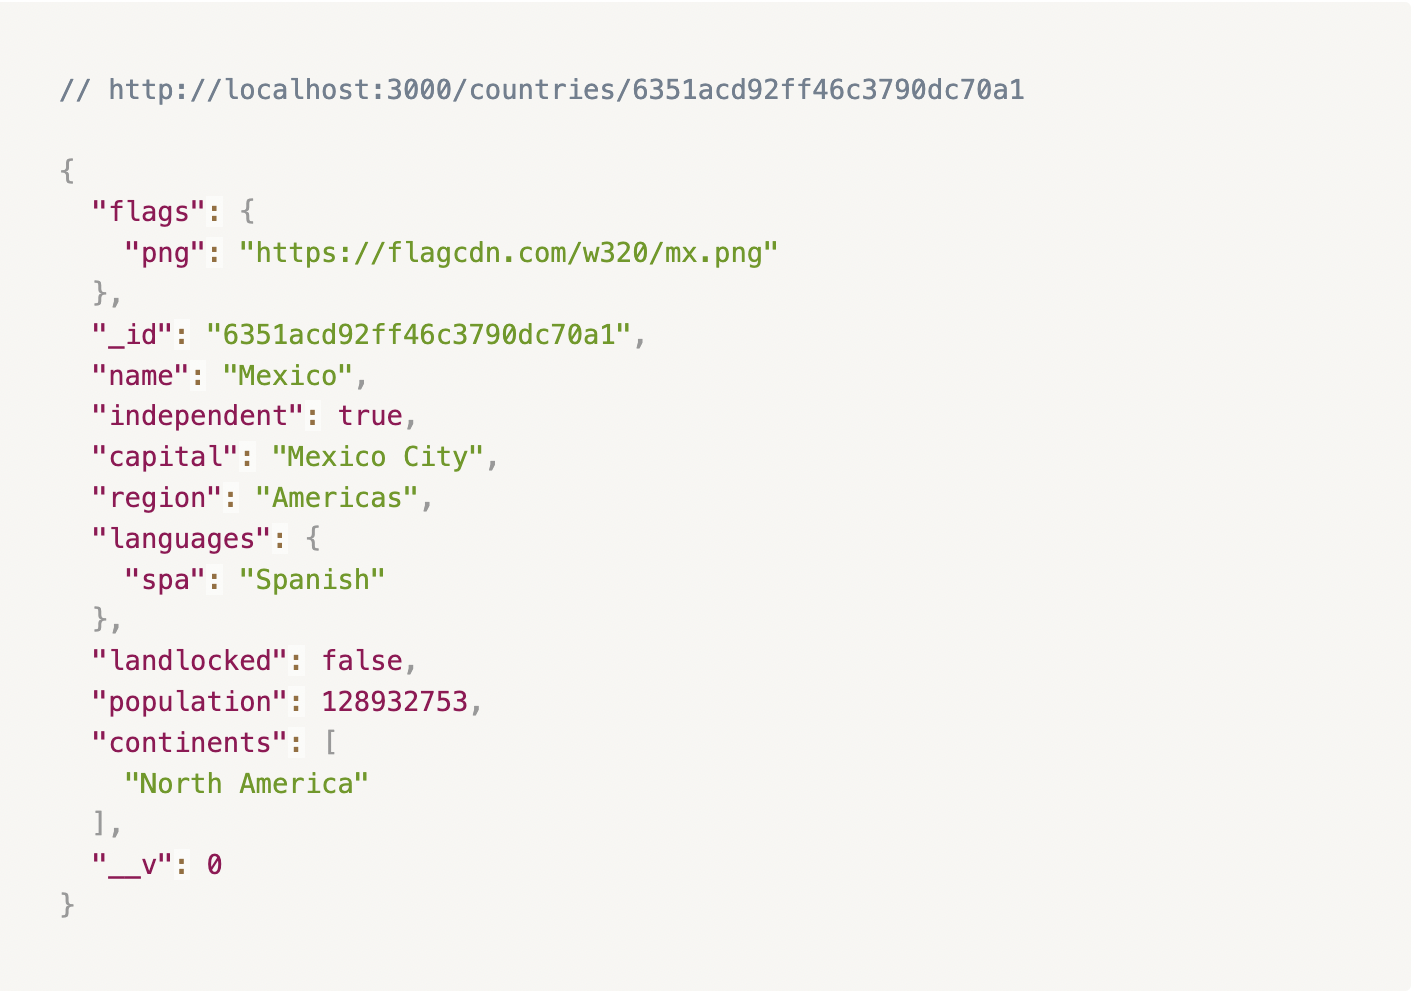 // http://localhost:3000/countries/6351acd92ff46c3790dc70a1
{
"flags": {
"png": "https://flagcdn.com/w320/mx.png"
},
"_id": "6351acd92ff46c3790dc70a1",
"name": "Mexico",
"independent": true,
"capital": "Mexico City",
"region": "Americas",
"languages": {
"spa": "Spanish"
},
"landlocked": false,
"population": 128932753,
"continents": [
"North America"
],
"__v": 0
}